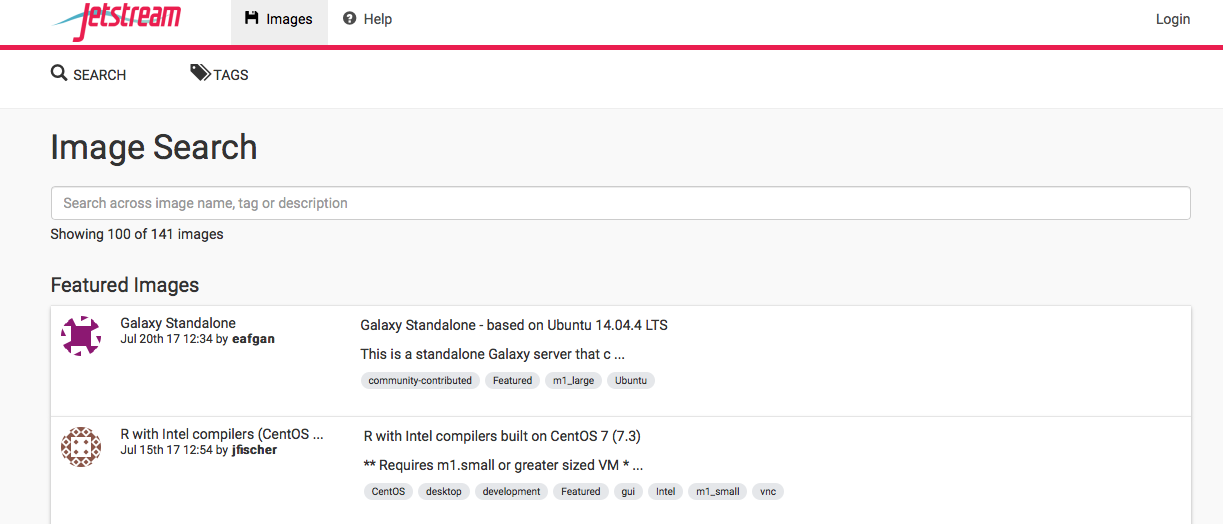 Jetstream
Images
Help
Login
SEARCH
TAGS
Image Search
Search across image name, tag or description
Showing 100 of 141 images
Featured Images
Galaxy Standalone
Jul 20th 17 12:34 by eafgan
Galaxy Standalone - based on Ubuntu 14.04.4 LTS
This is a standalone Galaxy server that c ...
community-contributed Featured m1_large Ubuntu
R with Intel compilers (CentOS ...
Jul 15th 17 12:54 by jfischer
R with Intel compilers built on CentOS 7 (7.3)
** Requires m1.small or greater sized VM * ...
CentOS desktop development Featured gui Intel m1_small vnc